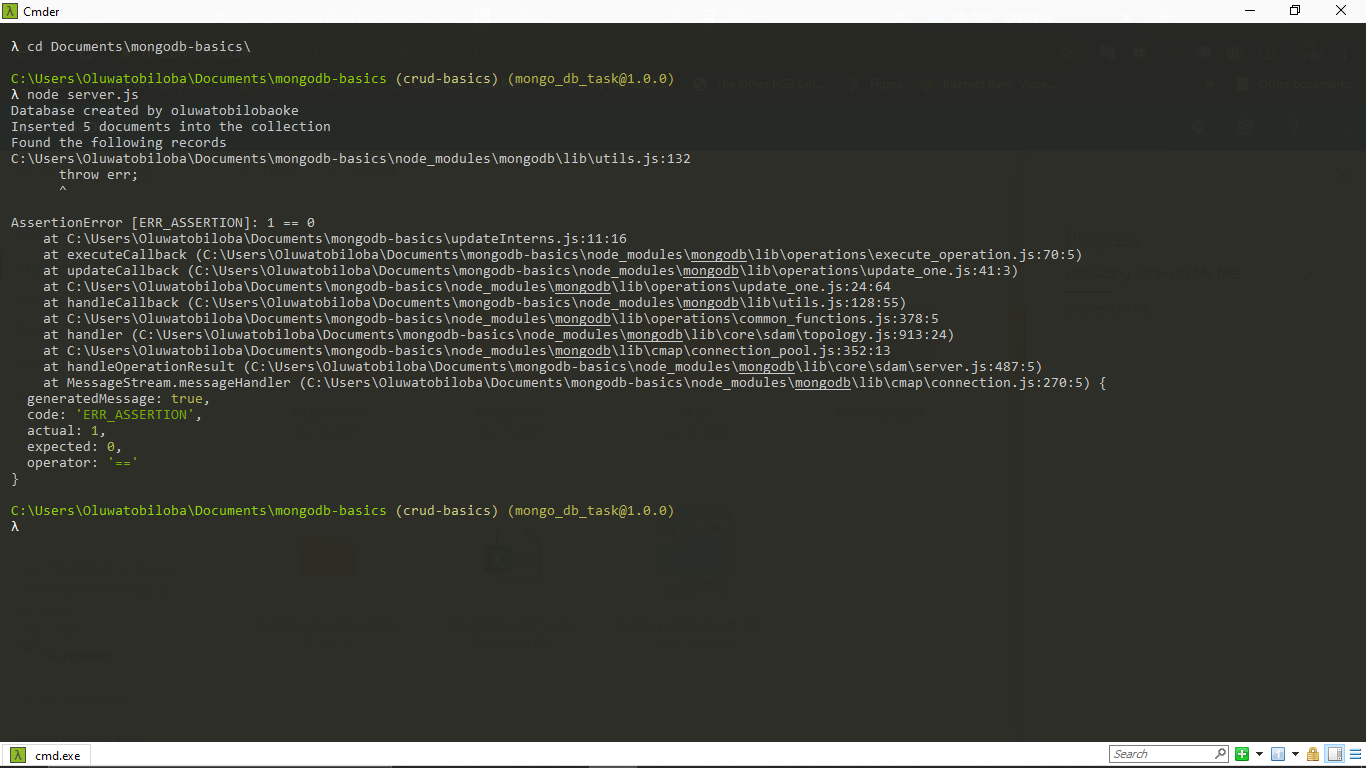 Cmder
λ cd Documents\mongodb-basics\
C:\Users\Oluwatobiloba\Documents\mongodb-basics (crud-basics) (mongo_db_task@1.0.0)
λ node server.js
Database created by oluwatobilobaoke
Inserted 5 documents into the collection
Found the following records
C:\Users\Oluwatobiloba\Documents\mongodb-basics\node_modules\mongodb\lib\utils.js:132
      throw err;
      ^
AssertionError [ERR_ASSERTION]: 1 == 0
    at C:\Users\Oluwatobiloba\Documents\mongodb-basics\updateInterns.js:11:16
    at executeCallback (C:\Users\Oluwatobiloba\Documents\mongodb-basics\node_modules\mongodb\lib\operations\execute_operation.js:70:5)
    at updateCallback (C:\Users\Oluwatobiloba\Documents\mongodb-basics\node_modules\mongodb\lib\operations\update_one.js:41:3)
    at C:\Users\Oluwatobiloba\Documents\mongodb-basics\node_modules\mongodb\lib\operations\update_one.js:24:64
    at handleCallback (C:\Users\Oluwatobiloba\Documents\mongodb-basics\node_modules\mongodb\lib\utils.js:128:55)
    at C:\Users\Oluwatobiloba\Documents\mongodb-basics\node_modules\mongodb\lib\operations\common_functions.js:378:5
    at handler (C:\Users\Oluwatobiloba\Documents\mongodb-basics\node_modules\mongodb\lib\core\sdam\topology.js:913:24)
    at C:\Users\Oluwatobiloba\Documents\mongodb-basics\node_modules\mongodb\lib\cmap\connection_pool.js:352:13
    at handleOperationResult (C:\Users\Oluwatobiloba\Documents\mongodb-basics\node_modules\mongodb\lib\core\sdam\server.js:487:5)
    at MessageStream.messageHandler (C:\Users\Oluwatobiloba\Documents\mongodb-basics\node_modules\mongodb\lib\cmap\connection.js:270:5) {
  generatedMessage: true,
  code: 'ERR_ASSERTION',
  actual: 1,
  expected: 0,
  operator: '=='
}
C:\Users\Oluwatobiloba\Documents\mongodb-basics (crud-basics) (mongo_db_task@1.0.0)
λ
λ cmd.exe
Search